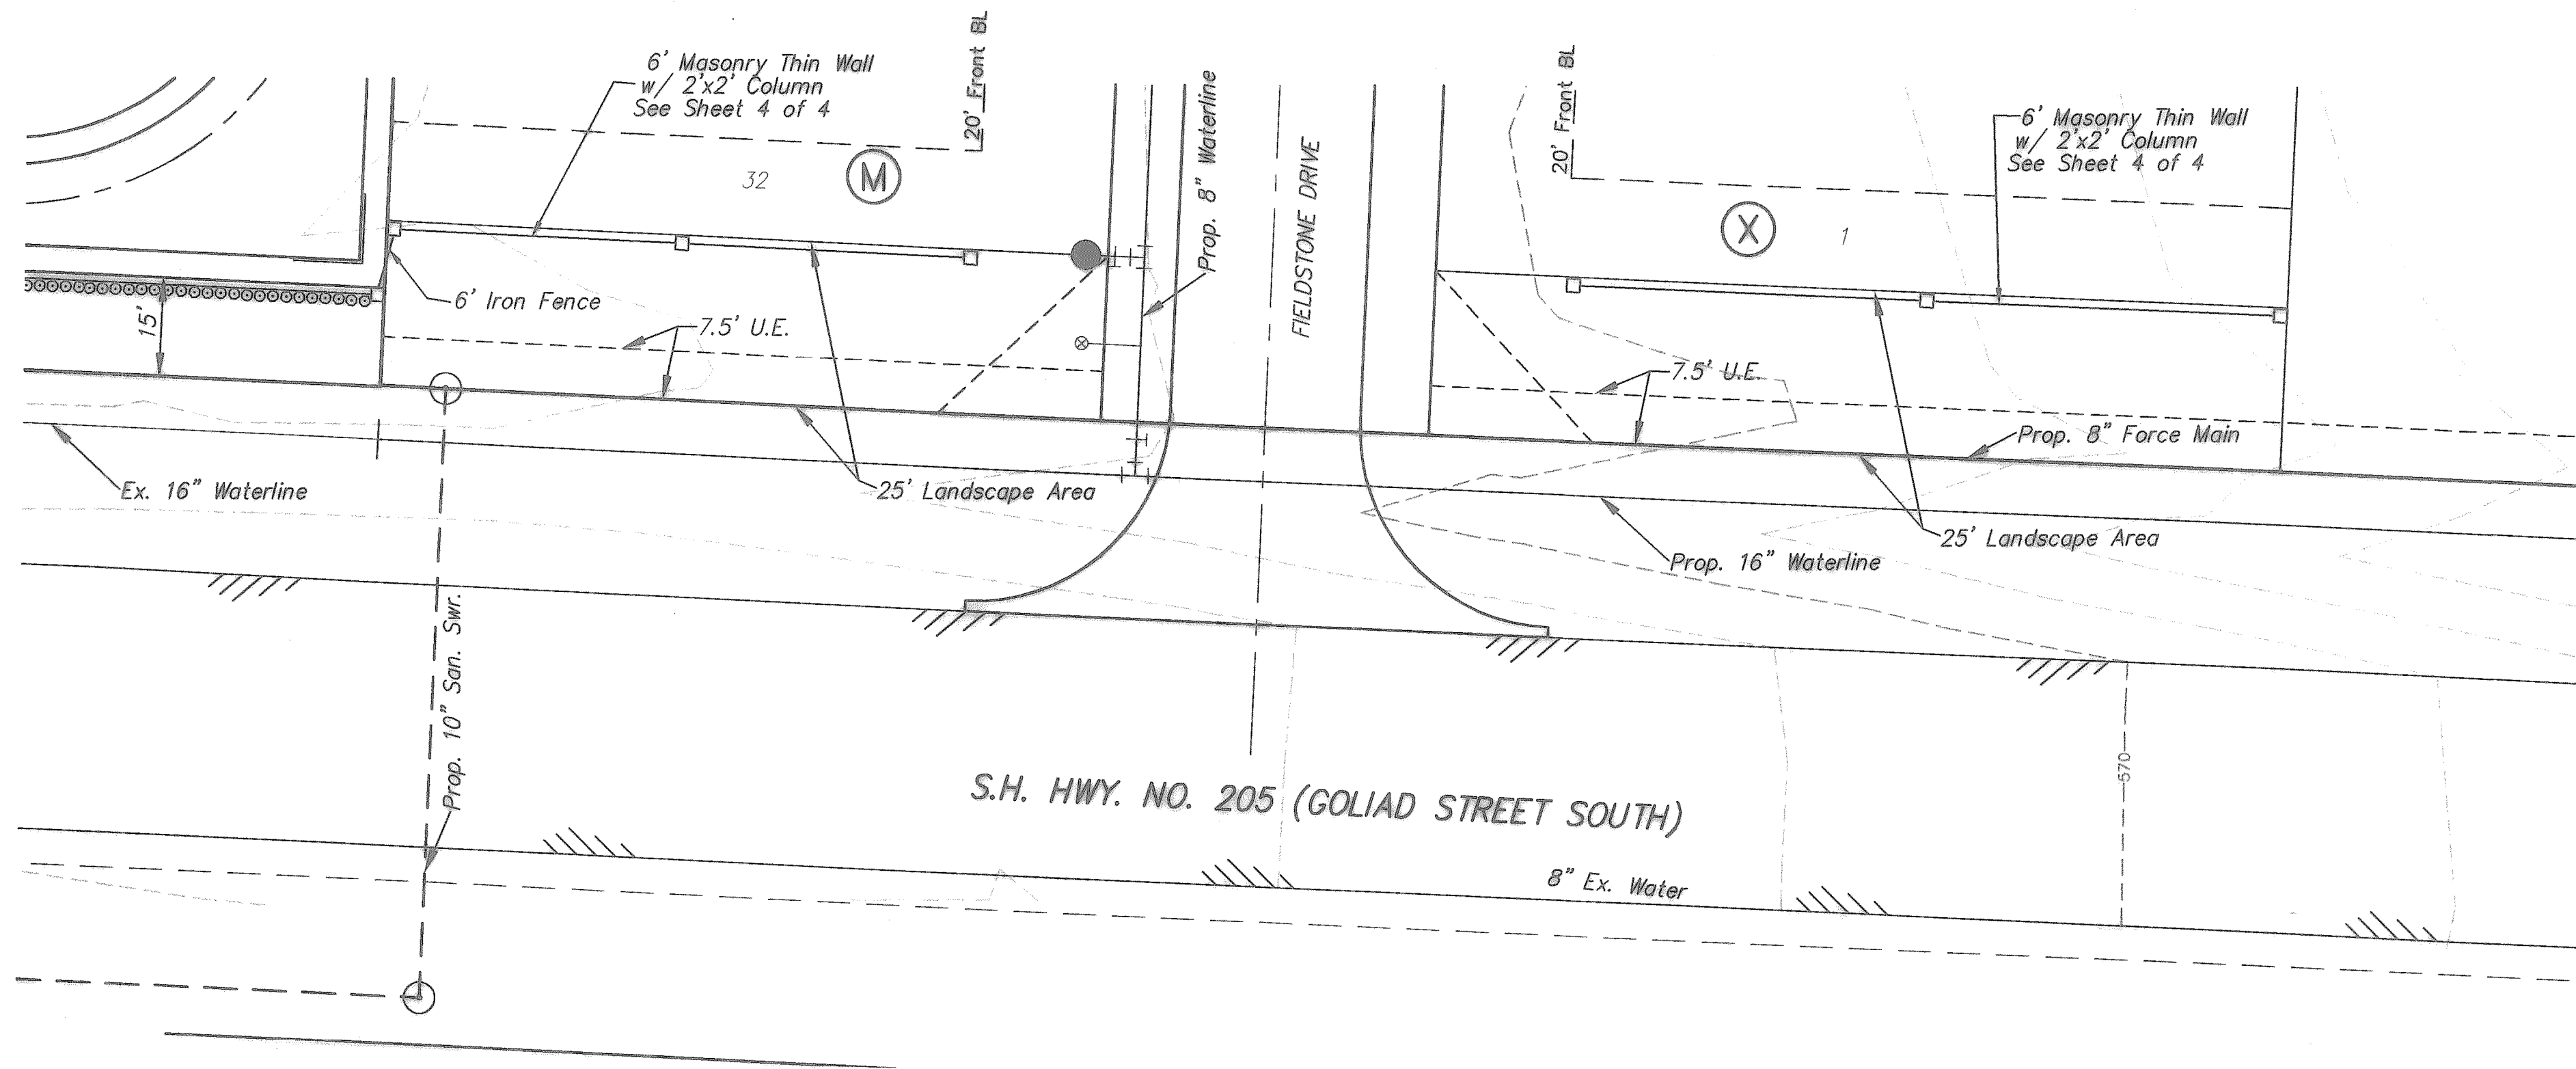 6' Masonry Thin Wall
w/ 2'x2' Column
See Sheet 4 of 4
20' Front BL
32
M
Prop. 8" Waterline
FIELDSTONE DRIVE
20' Front BL
6' Masonry Thin Wall
w/ 2'x2' Column
See Sheet 4 of 4
X
1
6' Iron Fence
15'
7.5' U.E.
7.5' U.E.
Prop. 8" Force Main
Ex. 16" Waterline
25' Landscape Area
25' Landscape Area
Prop. 16" Waterline
Prop. 10" San. Swr.
570
S.H. HWY. NO. 205 (GOLIAD STREET SOUTH)
8" Ex. Water